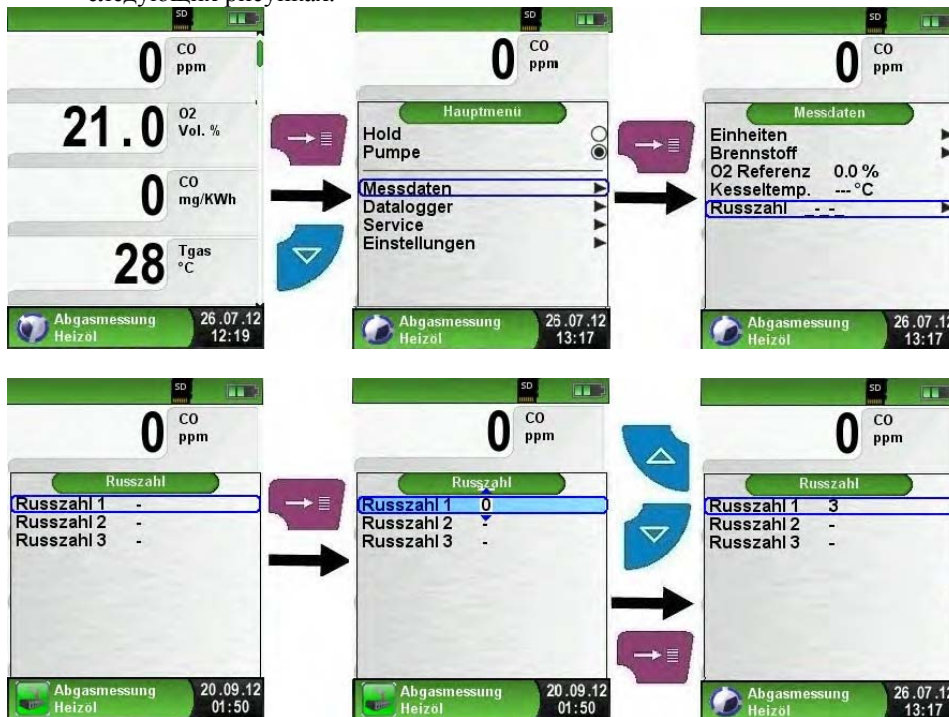 следующих рисунках.
SD
0 CO ppm
21.0 O2 Vol. %
0 CO mg/KWh
28 Tgas °C
Abgasmessung 26.07.12
Heizöl 12:19
SD
0 CO ppm
Hauptmenü
Hold
Pumpe
Messdaten
Datalogger
Service
Einstellungen
Abgasmessung 26.07.12
Heizöl 13:17
SD
0 CO ppm
Messdaten
Einheiten
Brennstoff
O2 Referenz 0.0 %
Kesseltemp. --- °C
Russzahl _-_-_
Abgasmessung 26.07.12
Heizöl 13:17
SD
0 CO ppm
Russzahl
Russzahl 1 -
Russzahl 2 -
Russzahl 3 -
Abgasmessung 20.09.12
Heizöl 01:50
SD
0 CO ppm
Russzahl
Russzahl 1 0
Russzahl 2 -
Russzahl 3 -
Abgasmessung 20.09.12
Heizöl 01:50
SD
0 CO ppm
Russzahl
Russzahl 1 3
Russzahl 2 -
Russzahl 3 -
Abgasmessung 26.07.12
Heizöl 13:17